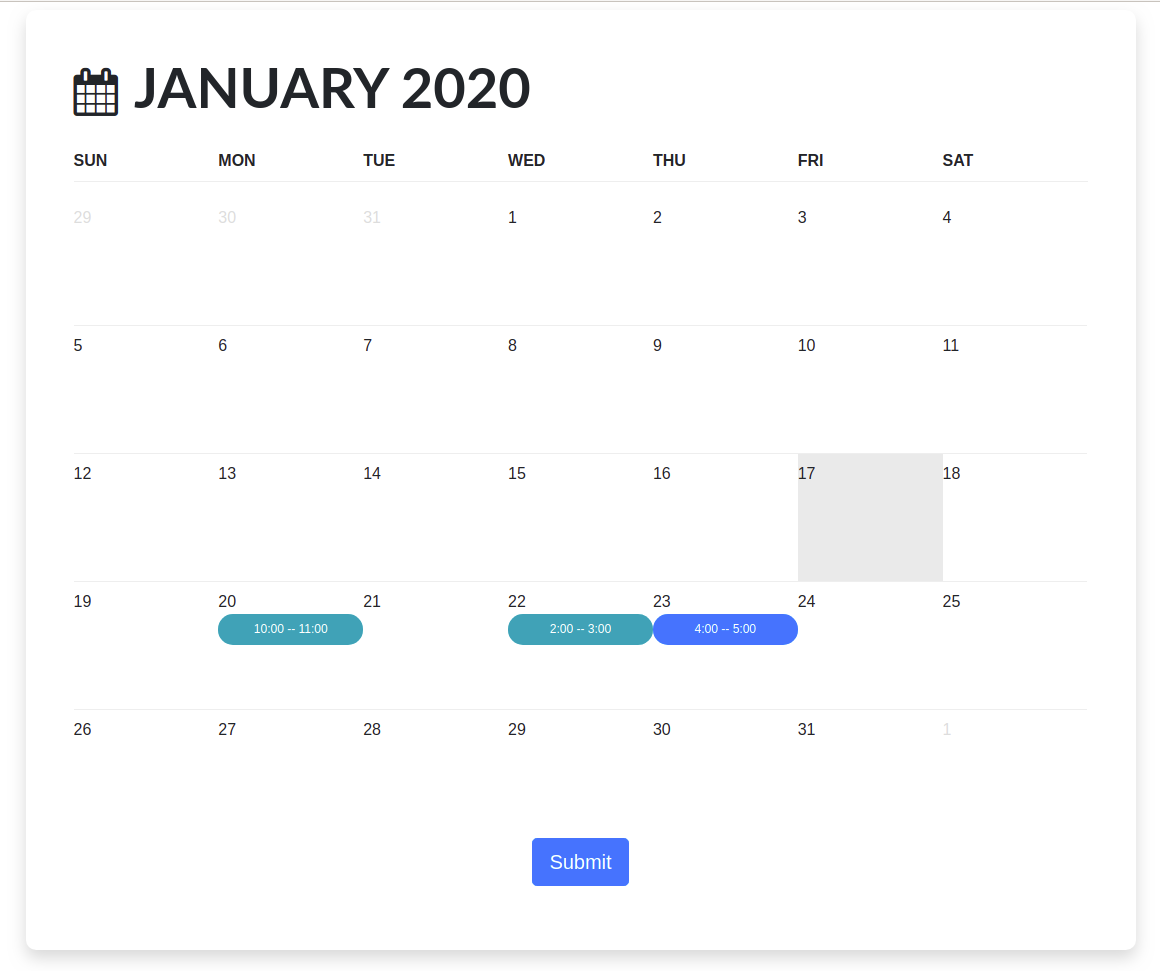 JANUARY 2020
SUN MON TUE WED THU FRI SAT
29 30 31 1 2 3 4
5 6 7 8 9 10 11
12 13 14 15 16 17 18
19 20 21 22 23 24 25
10:00 -- 11:00 2:00 -- 3:00 4:00 -- 5:00
26 27 28 29 30 31 1
Submit